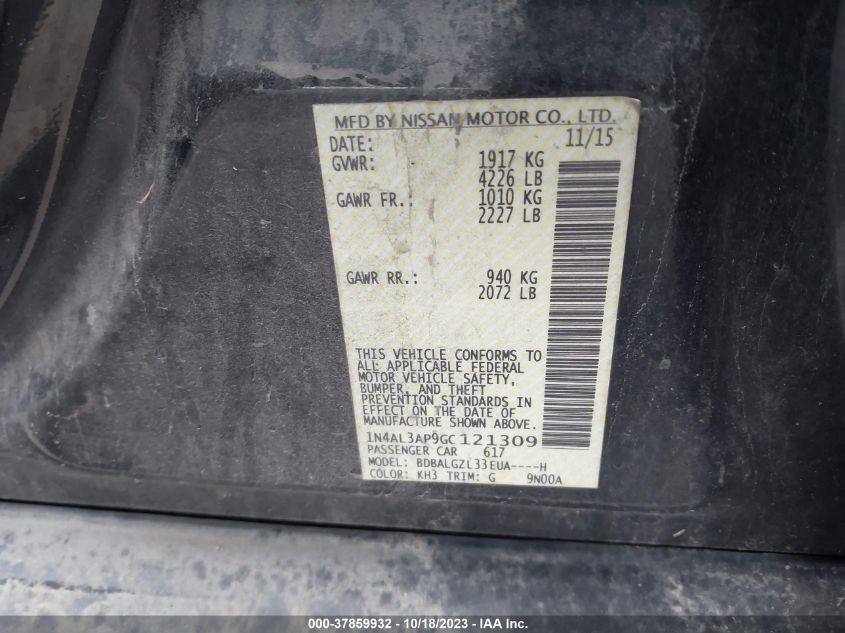 MFD BY NISSAN MOTOR CO., LTD.
DATE: 11/15
GVWR: 1917 KG
4226 LB
GAWR FR.: 1010 KG
2227 LB
GAWR RR.: 940 KG
2072 LB
THIS VEHICLE CONFORMS TO
ALL APPLICABLE FEDERAL
MOTOR VEHICLE SAFETY,
BUMPER, AND THEFT
PREVENTION STANDARDS IN
EFFECT ON THE DATE OF
MANUFACTURE SHOWN ABOVE.
1N4AL3AP9GC121309
PASSENGER CAR 617
MODEL: BDBALGZL33EUA----H
COLOR: KH3 TRIM: G 9N00A
000-37859932 - 10/18/2023 - IAA Inc.